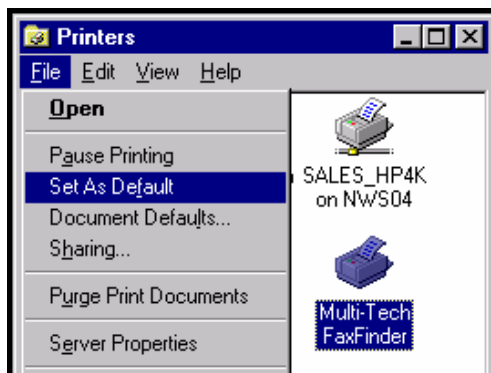 Printers
File Edit View Help
Open
Pause Printing
Set As Default
Document Defaults...
Sharing...
Purge Print Documents
Server Properties
SALES_HP4K
on NWS04
Multi-Tech
FaxFinder